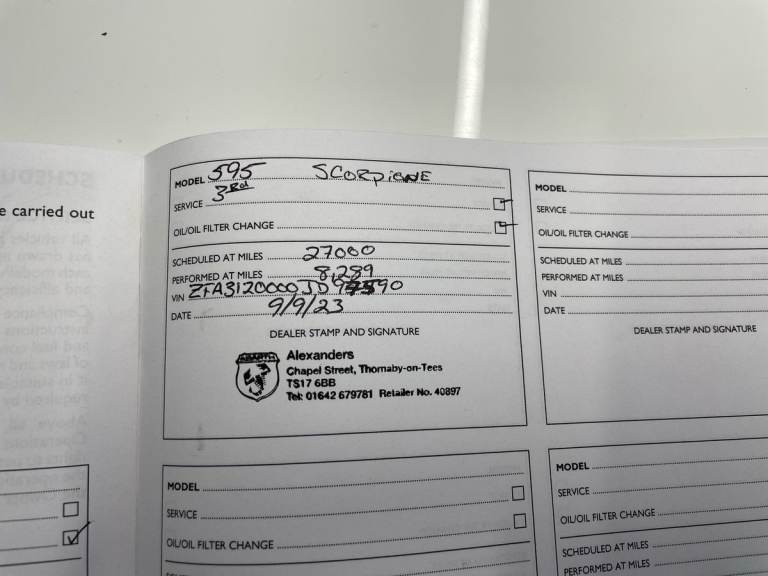 e carried out
MODEL 595 SCORPIONE
SERVICE 3RD
OIL/OIL FILTER CHANGE
SCHEDULED AT MILES 27000
PERFORMED AT MILES 8,289
VIN
DATE 9/9/23
DEALER STAMP AND SIGNATURE
ABARTH
Alexanders
Chapel Street, Thornaby-on-Tees
TS17 6BB
Tel: 01642 679781 Retailer No. 40897
MODEL
SERVICE
OIL/OIL FILTER CHANGE
SCHEDULED AT MILES
PERFORMED AT MILES
VIN
DATE
DEALER STAMP AND SIGNATURE
MODEL
SERVICE
OIL/OIL FILTER CHANGE
MODEL
SERVICE
OIL/OIL FILTER CHANGE
SCHEDULED AT MILES
PERFORMED AT MILES